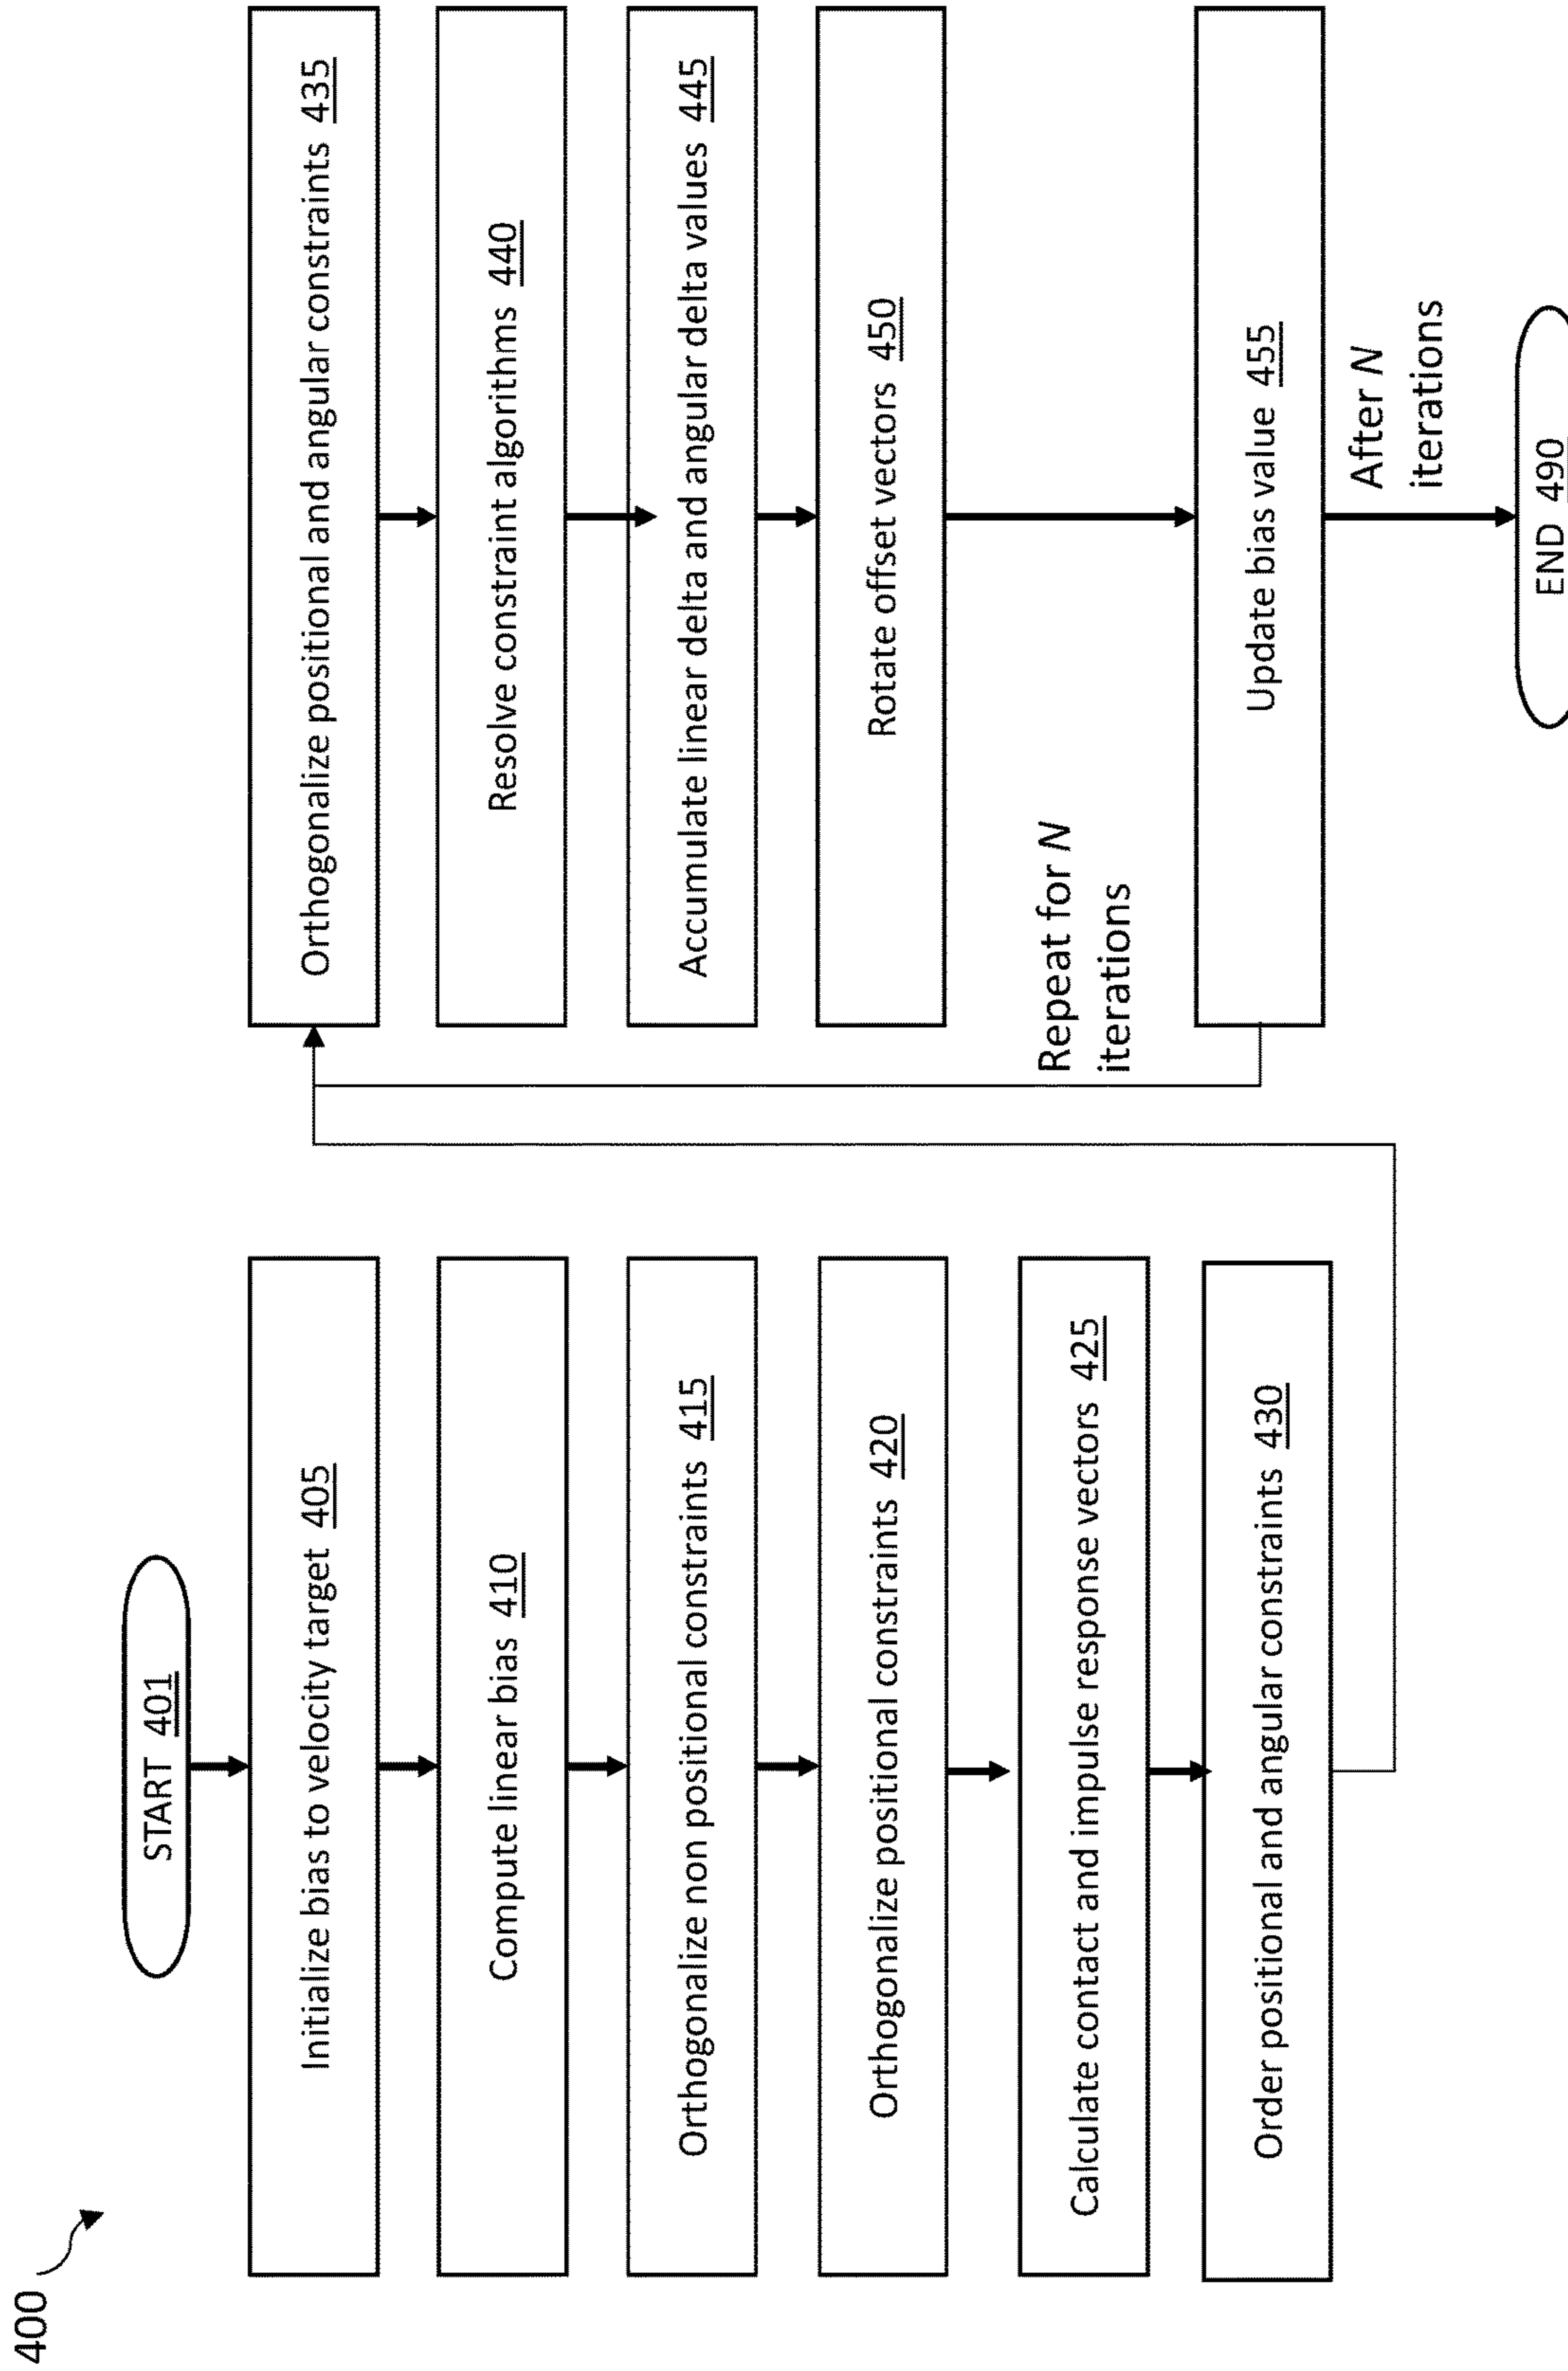 400
START 401
Initialize bias to velocity target 405
Compute linear bias 410
Orthogonalize non positional constraints 415
Orthogonalize positional constraints 420
Calculate contact and impulse response vectors 425
Order positional and angular constraints 430
Orthogonalize positional and angular constraints 435
Resolve constraint algorithms 440
Accumulate linear delta and angular delta values 445
Rotate offset vectors 450
Repeat for N
iterations
Update bias value 455
After N
iterations
END 490